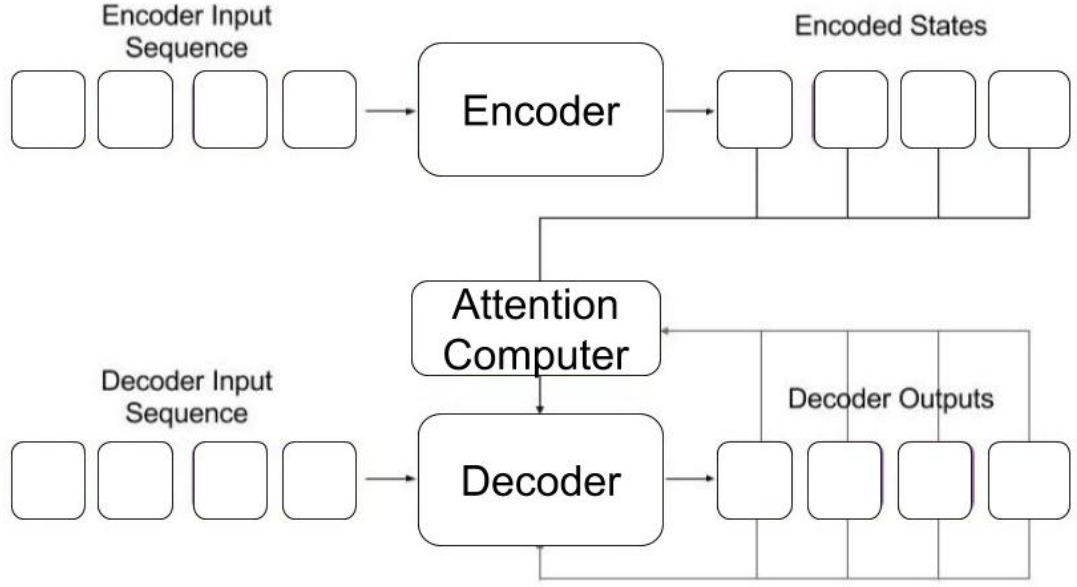 Encoder Input
Sequence
Encoded States
Encoder
Attention
Computer
Decoder Input
Sequence
Decoder Outputs
Decoder